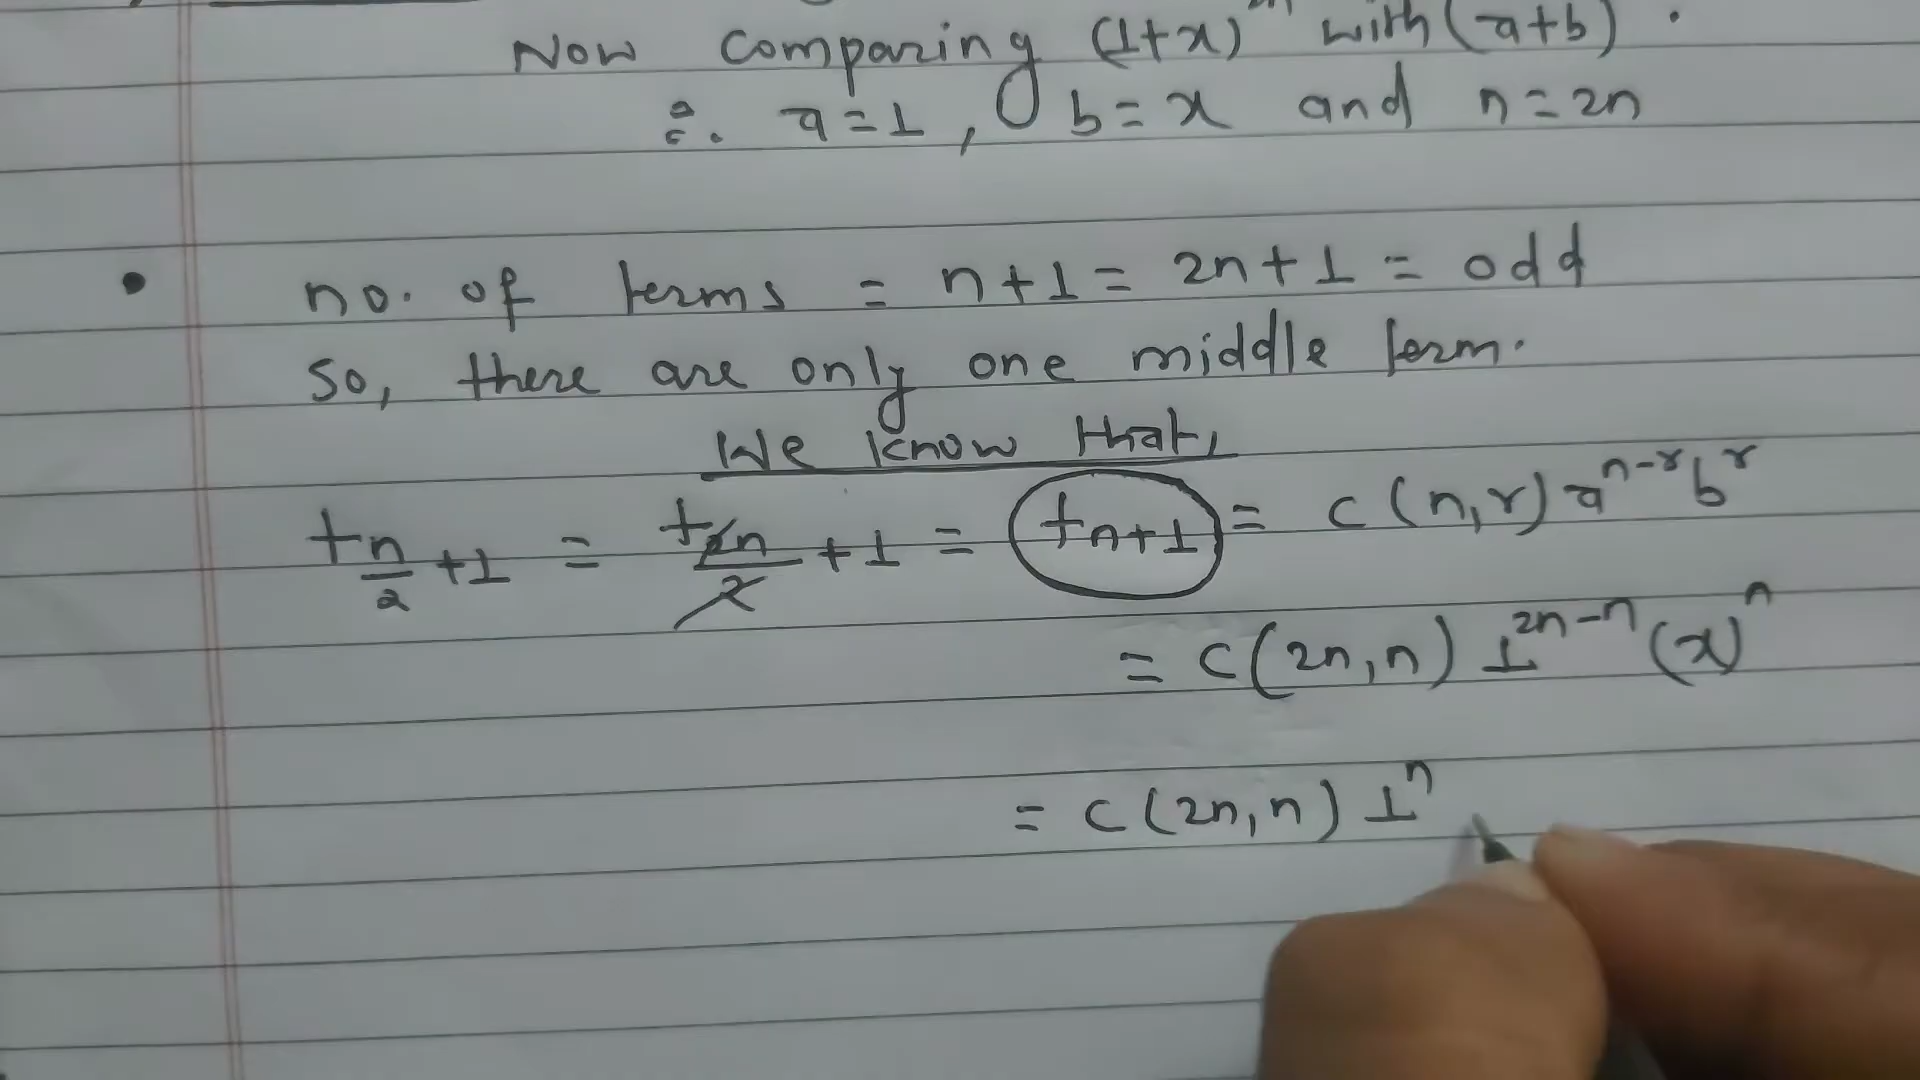 Now comparing (1+x)^2n with (a+b).
∴ a=1, b=x and n=2n
• no. of terms = n+1 = 2n+1 = odd
So, there are only one middle term.
We know that,
t n/2 +1 = t 2n/2 +1 = t n+1 = c(n,r) a^n-r b^r
= c(2n,n) 1^2n-n (x)^n
= c(2n,n) 1^n